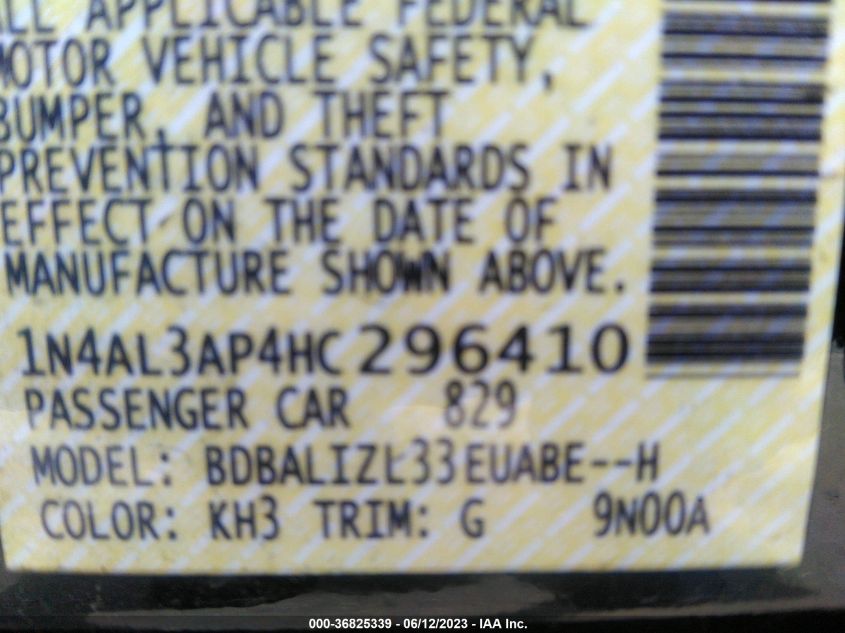 ALL APPLICABLE FEDERAL
MOTOR VEHICLE SAFETY,
BUMPER, AND THEFT
PREVENTION STANDARDS IN
EFFECT ON THE DATE OF
MANUFACTURE SHOWN ABOVE.
1N4AL3AP4HC296410
PASSENGER CAR 829
MODEL: BDBALIZL33EUABE--H
COLOR: KH3 TRIM: G 9N00A
000-36825339 - 06/12/2023 - IAA Inc.